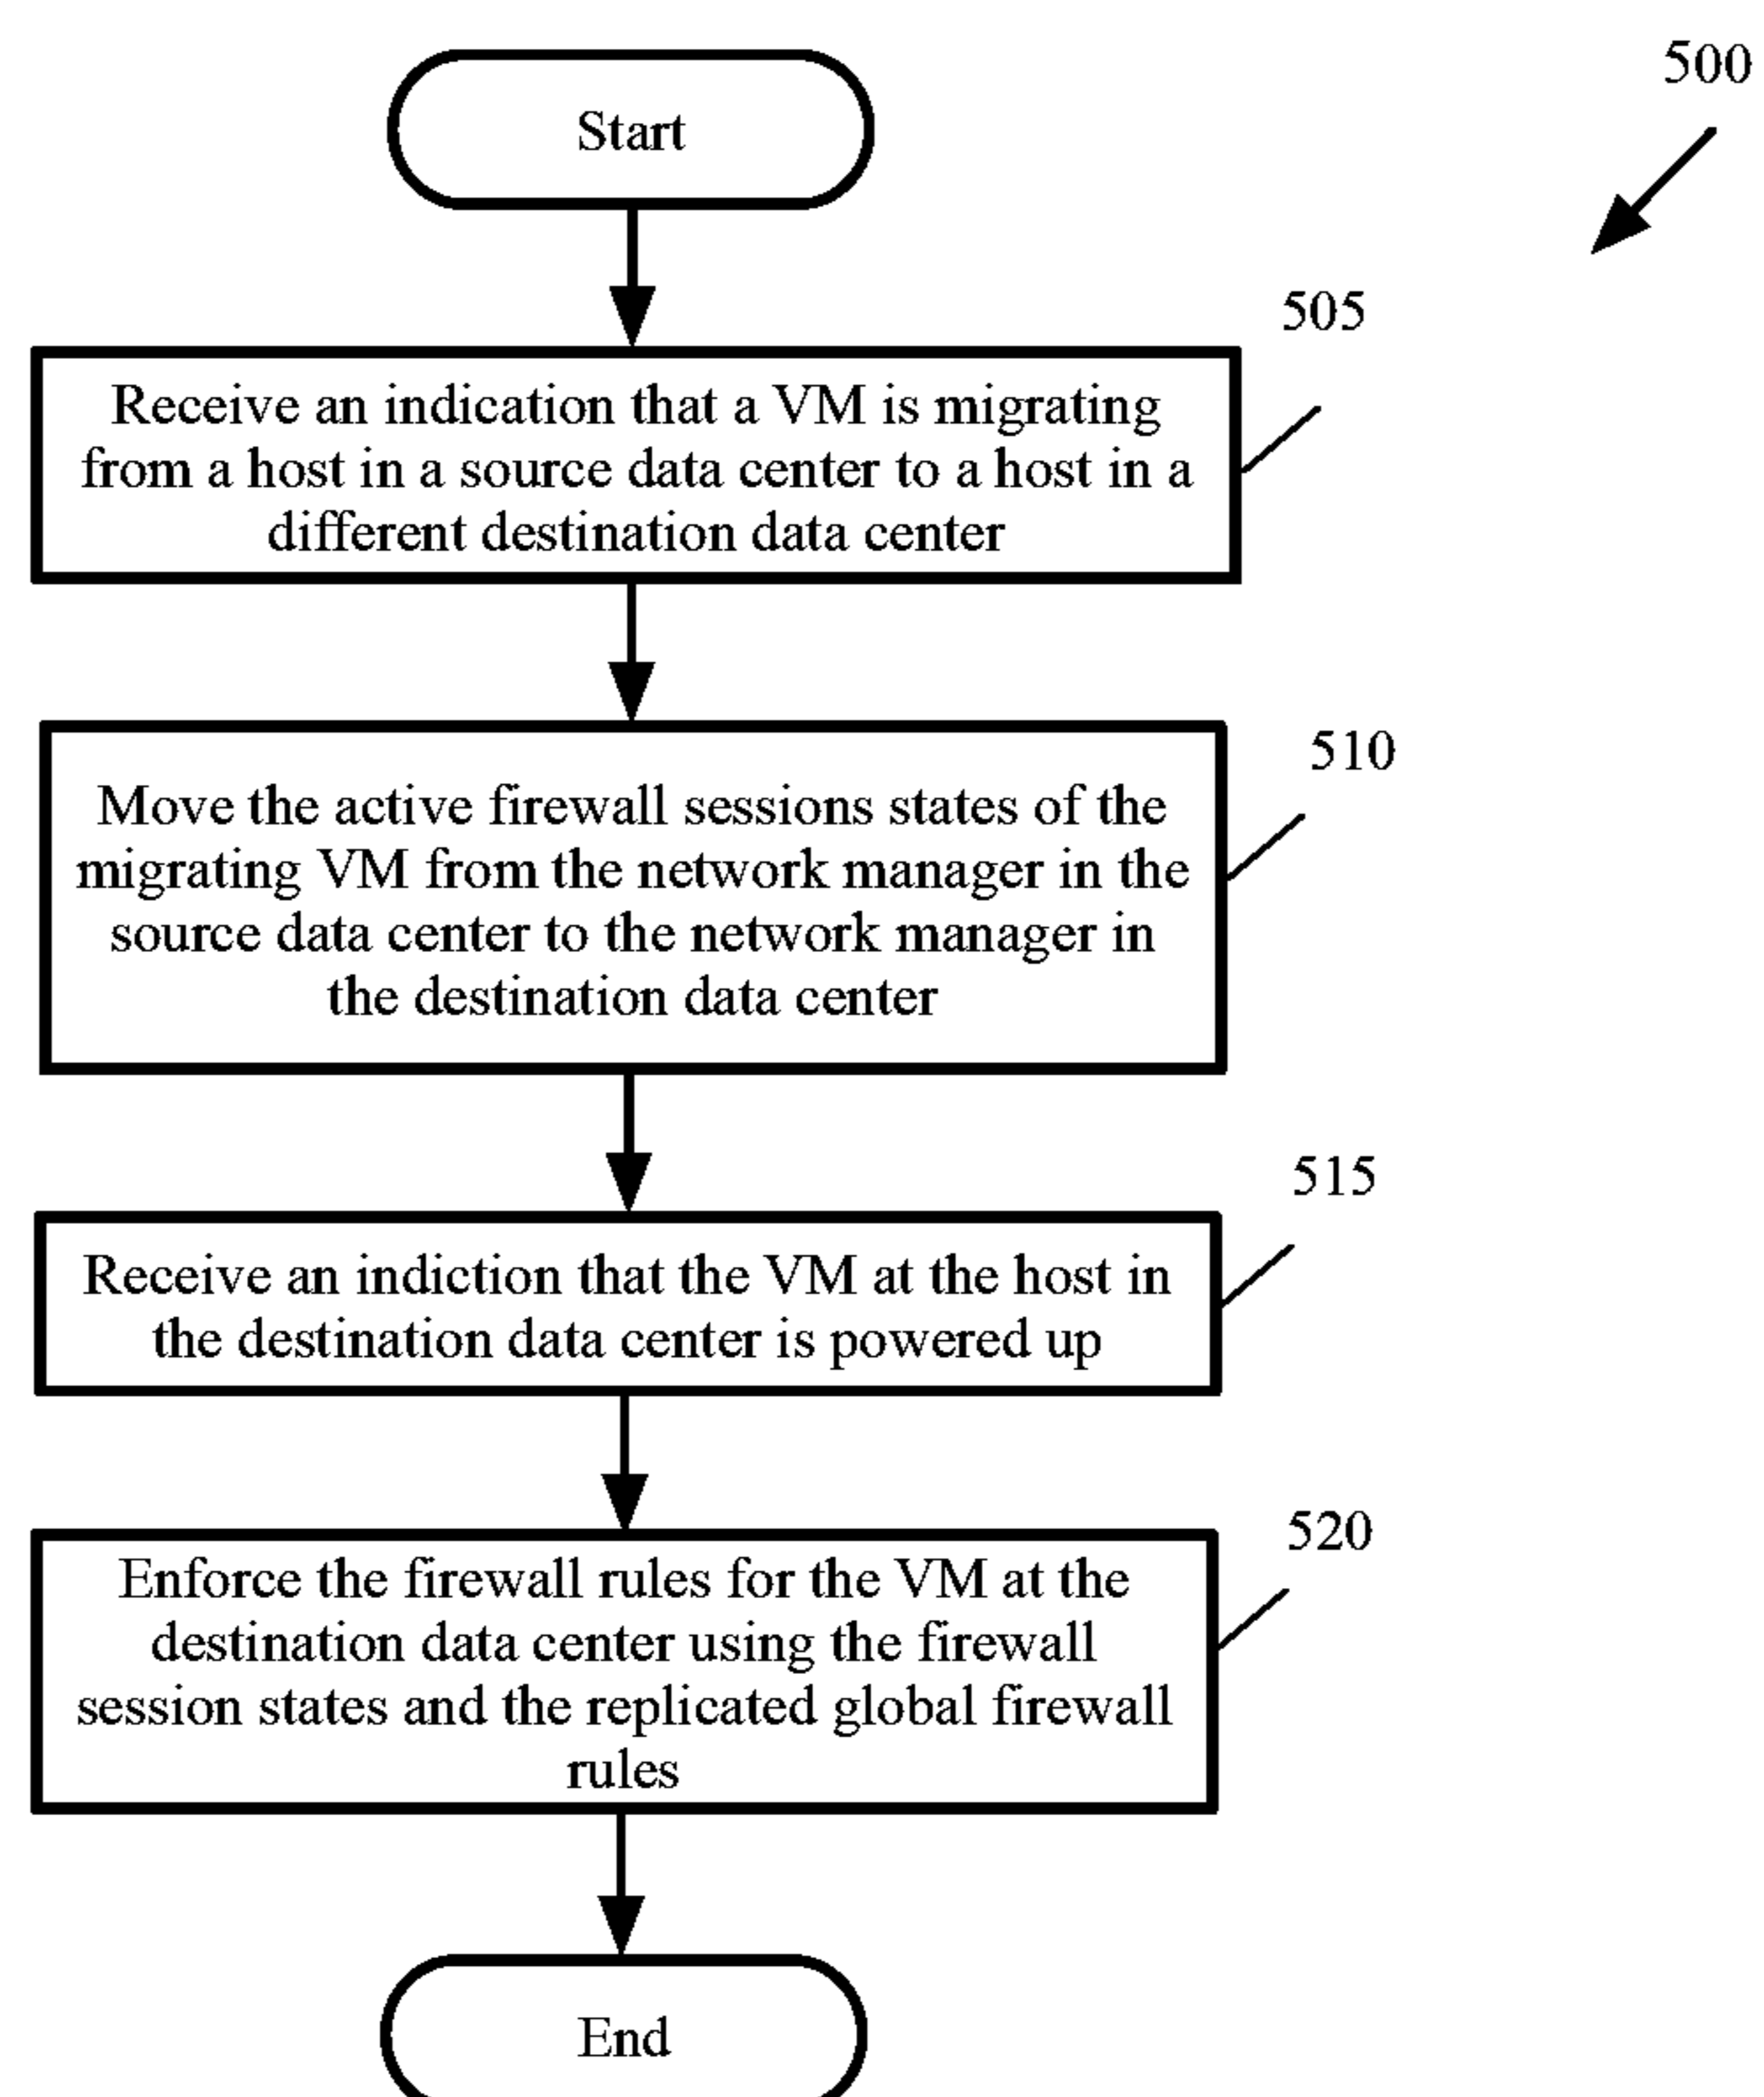 500
Start
505
Receive an indication that a VM is migrating
from a host in a source data center to a host in a
different destination data center
510
Move the active firewall sessions states of the
migrating VM from the network manager in the
source data center to the network manager in
the destination data center
515
Receive an indiction that the VM at the host in
the destination data center is powered up
520
Enforce the firewall rules for the VM at the
destination data center using the firewall
session states and the replicated global firewall
rules
End